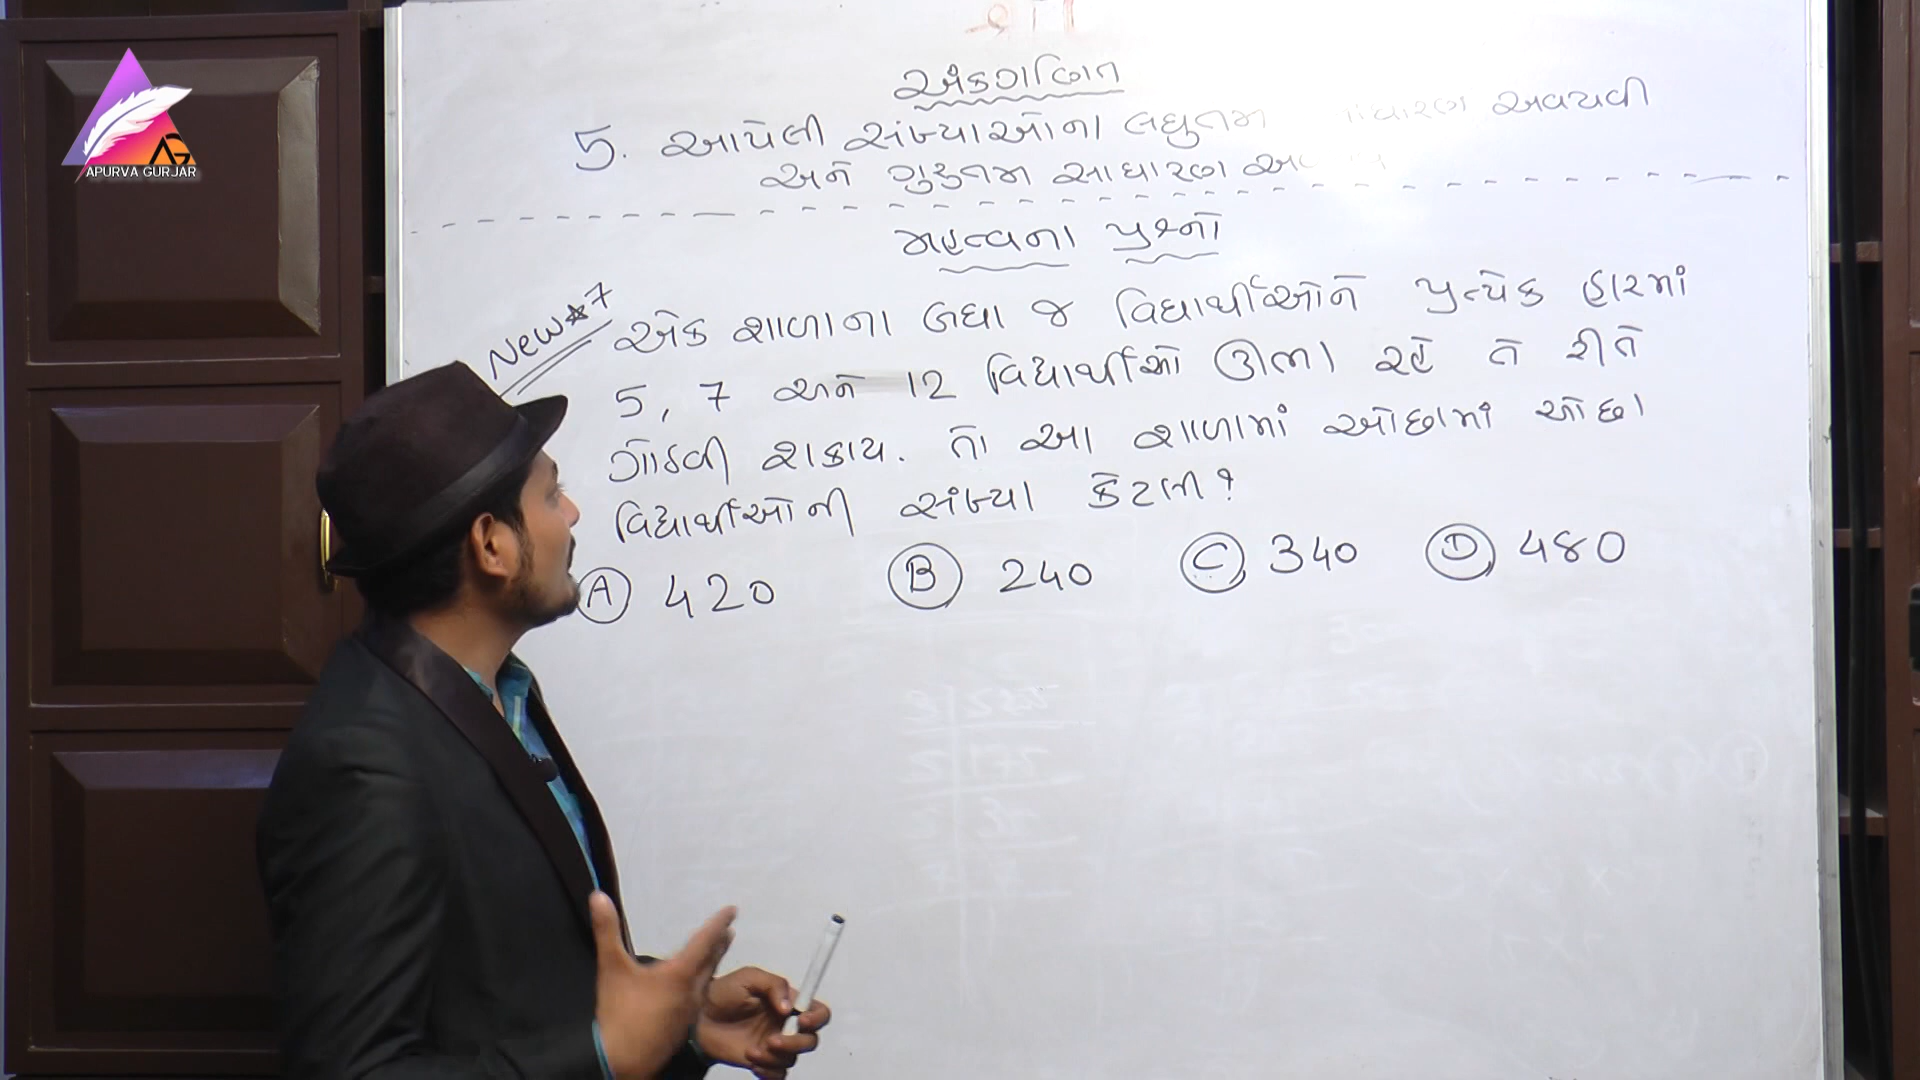 AG
APURVA GURJAR
અંકગણિત
5. આપેલી સંખ્યાઓના લઘુતમ સાધારણ અવયવી
અને ગુરુતમ સાધારણ
મહત્વના પ્રશ્નો
New ☆ 7
એક શાળાના બધા જ વિદ્યાર્થીઓને પ્રત્યેક હારમાં
5, 7 અને 12 વિદ્યાર્થીઓ ઊભા રહે તે રીતે
ગોઠવી શકાય. તો આ શાળામાં ઓછામાં ઓછા
વિદ્યાર્થીઓની સંખ્યા કેટલી?
A 420 B 240 C 340 D 480